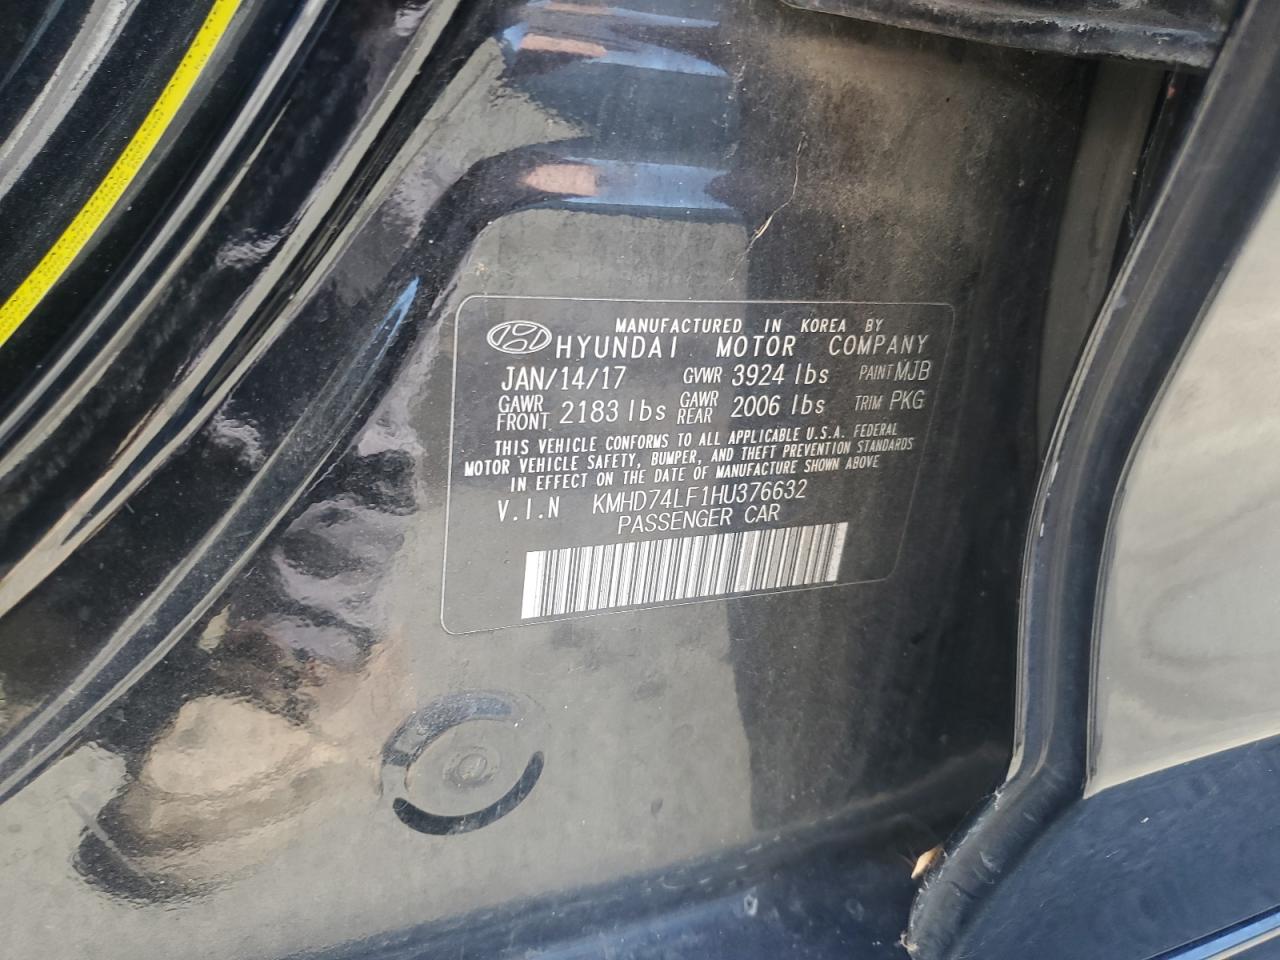 MANUFACTURED IN KOREA BY
HYUNDAI MOTOR COMPANY
JAN/14/17 GVWR 3924 lbs PAINT MJB
GAWR FRONT 2183 lbs GAWR REAR 2006 lbs TRIM PKG
THIS VEHICLE CONFORMS TO ALL APPLICABLE U.S.A. FEDERAL
MOTOR VEHICLE SAFETY, BUMPER, AND THEFT PREVENTION STANDARDS
IN EFFECT ON THE DATE OF MANUFACTURE SHOWN ABOVE
V.I.N KMHD74LF1HU376632
PASSENGER CAR